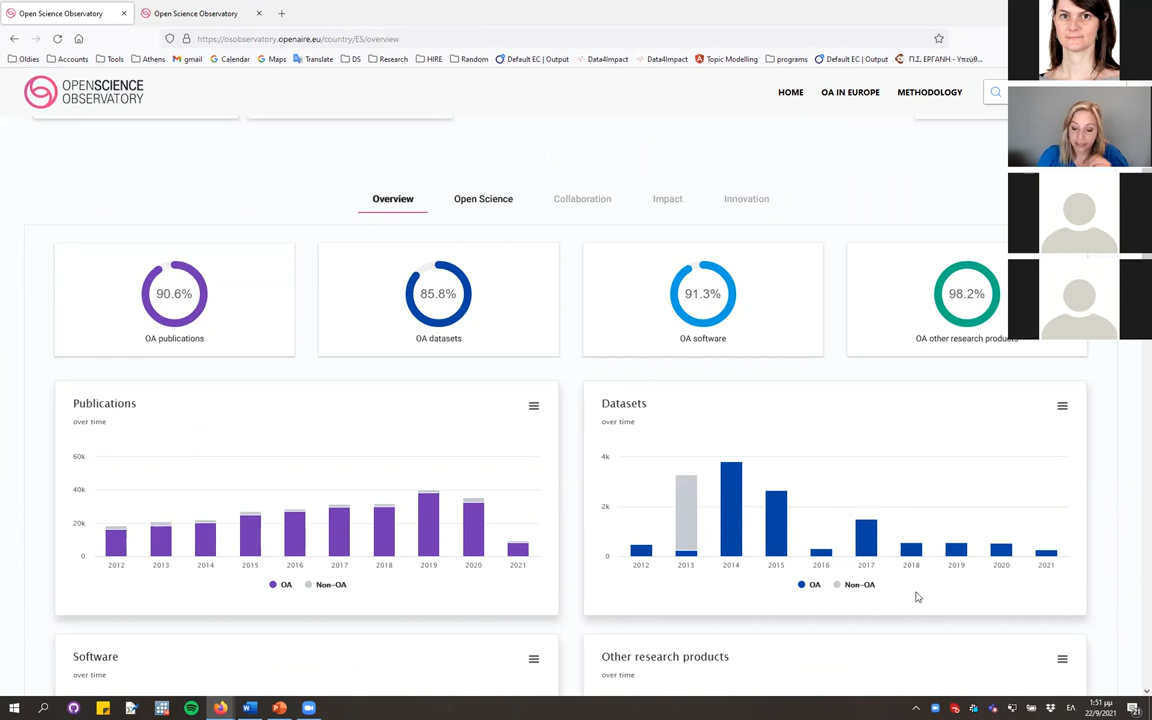 Open Science Observatory
Open Science Observatory
https://osobservatory.openaire.eu/country/ES/overview
Oldies Accounts Tools Athens gmail Calendar Maps Translate DS Research HIRE Random Default EC | Output Data4Impact Data4Impact Topic Modelling programs Default EC | Output Π.Σ. ΕΡΓΑΝΗ - Υπεύθ...
OPENSCIENCE
OBSERVATORY
HOME OA IN EUROPE METHODOLOGY
Overview Open Science Collaboration Impact Innovation
90.6% 85.8% 91.3% 98.2%
OA publications OA datasets OA software OA other research products
Publications
over time
60k
40k
20k
0
2012 2013 2014 2015 2016 2017 2018 2019 2020 2021
OA Non-OA
Datasets
over time
4k
2k
0
2012 2013 2014 2015 2016 2017 2018 2019 2020 2021
OA Non-OA
Software
over time
Other research products
over time
ΕΛ
1:51 μμ
22/9/2021
21